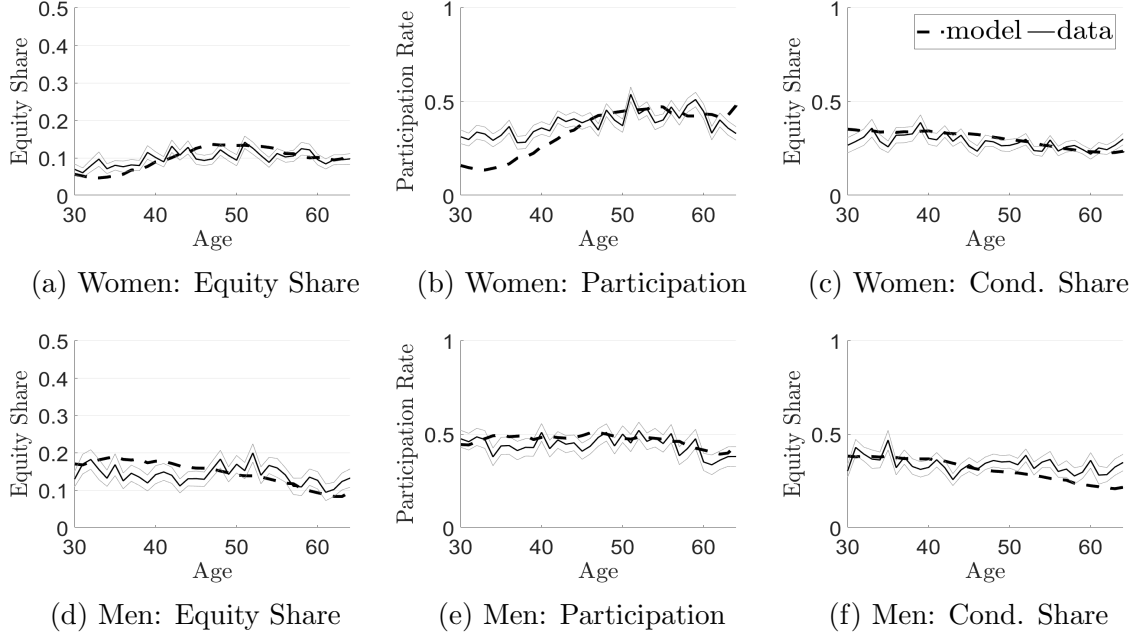 0.5
0.4
0.3
0.2
0.1
0
30 40 50 60
Equity Share
Age
(a) Women: Equity Share
1
0.5
0
30 40 50 60
Participation Rate
Age
(b) Women: Participation
1
0.5
0
30 40 50 60
Equity Share
Age
model data
(c) Women: Cond. Share
0.5
0.4
0.3
0.2
0.1
0
30 40 50 60
Equity Share
Age
(d) Men: Equity Share
1
0.5
0
30 40 50 60
Participation Rate
Age
(e) Men: Participation
1
0.5
0
30 40 50 60
Equity Share
Age
(f) Men: Cond. Share